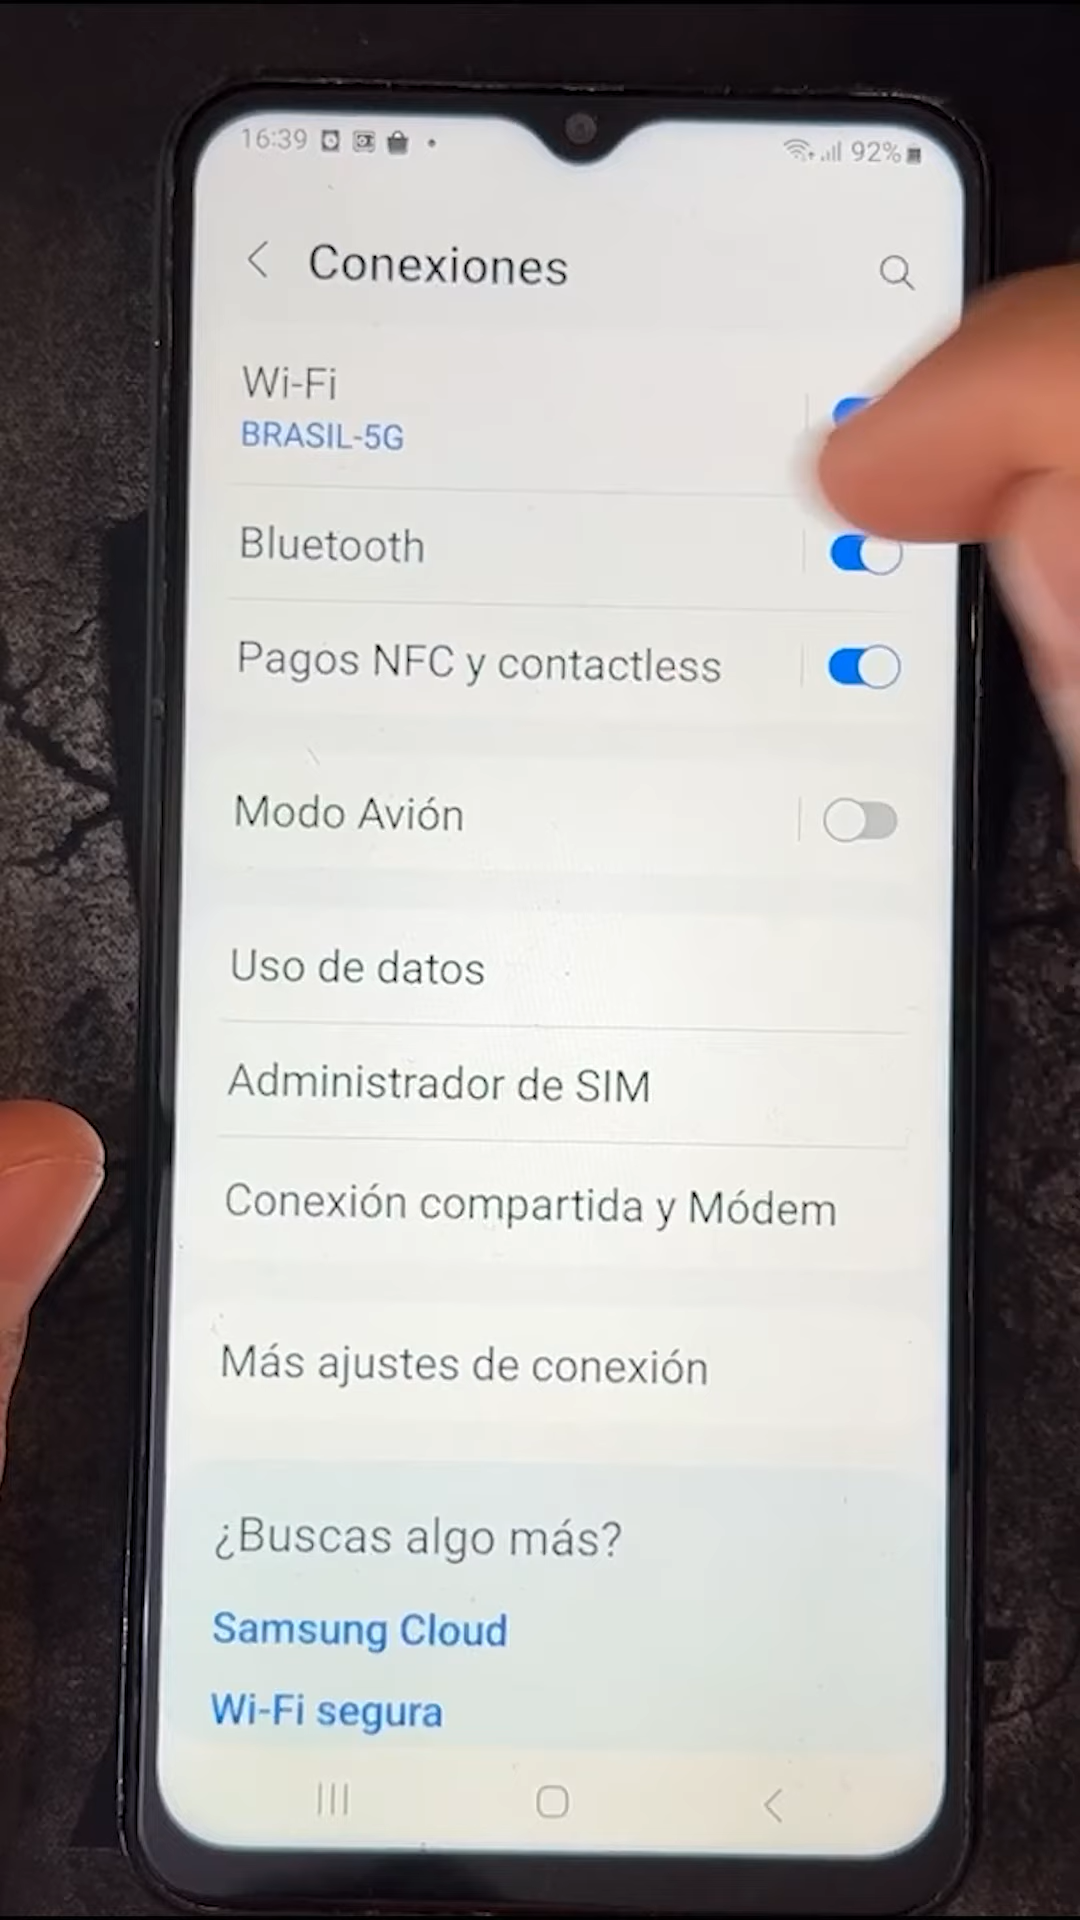 16:39
92%
Conexiones
Wi-Fi
BRASIL-5G
Bluetooth
Pagos NFC y contactless
Modo Avión
Uso de datos
Administrador de SIM
Conexión compartida y Módem
Más ajustes de conexión
¿Buscas algo más?
Samsung Cloud
Wi-Fi segura